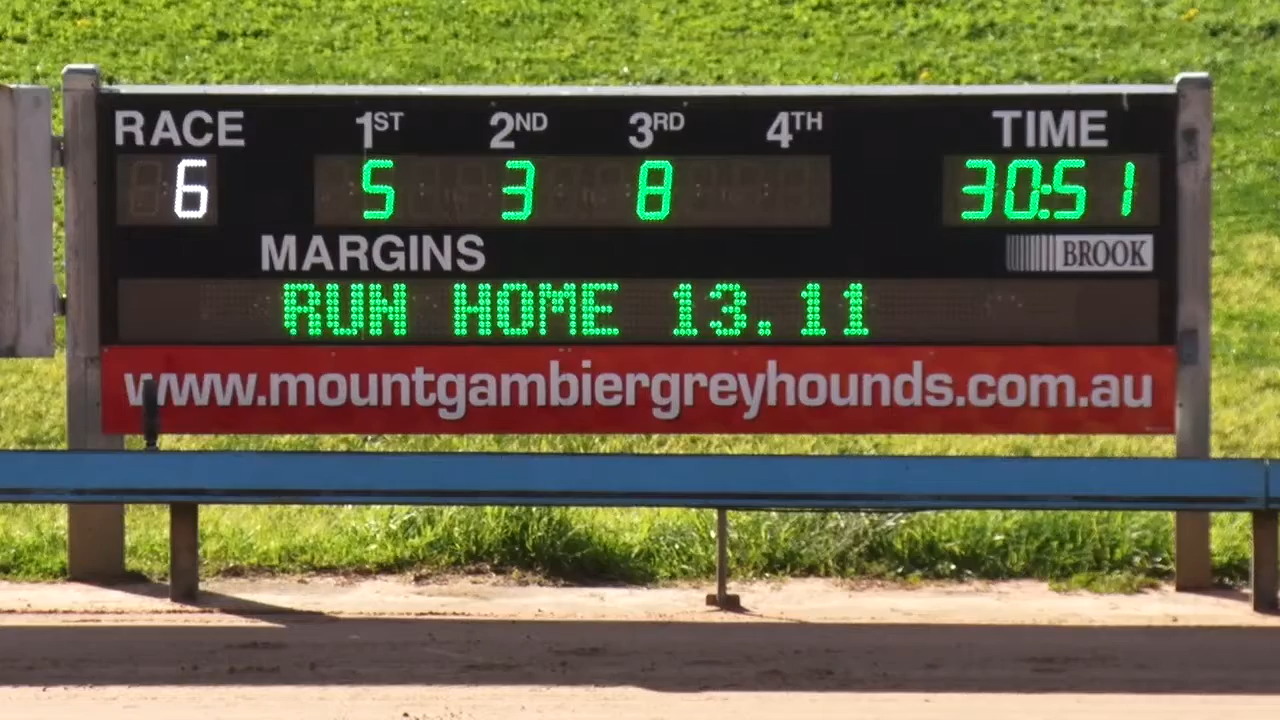 RACE 1ST 2ND 3RD 4TH TIME
6 5 3 8 30:51
MARGINS BROOK
RUN HOME 13.11
www.mountgambiergreyhounds.com.au